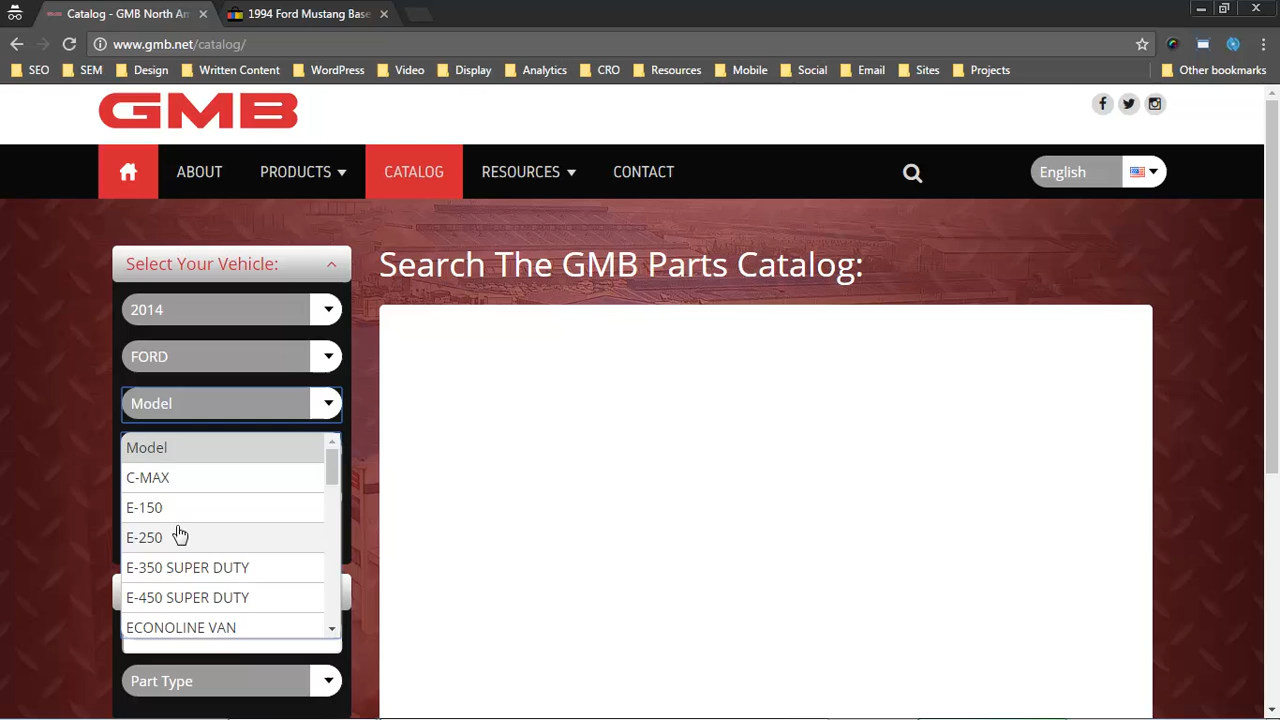 Catalog - GMB North Am
1994 Ford Mustang Base
www.gmb.net/catalog/
SEO SEM Design Written Content WordPress Video Display Analytics CRO Resources Mobile Social Email Sites Projects Other bookmarks
GMB
ABOUT PRODUCTS CATALOG RESOURCES CONTACT English
Select Your Vehicle:
Search The GMB Parts Catalog:
2014
FORD
Model
Model
C-MAX
E-150
E-250
E-350 SUPER DUTY
E-450 SUPER DUTY
ECONOLINE VAN
Part Type